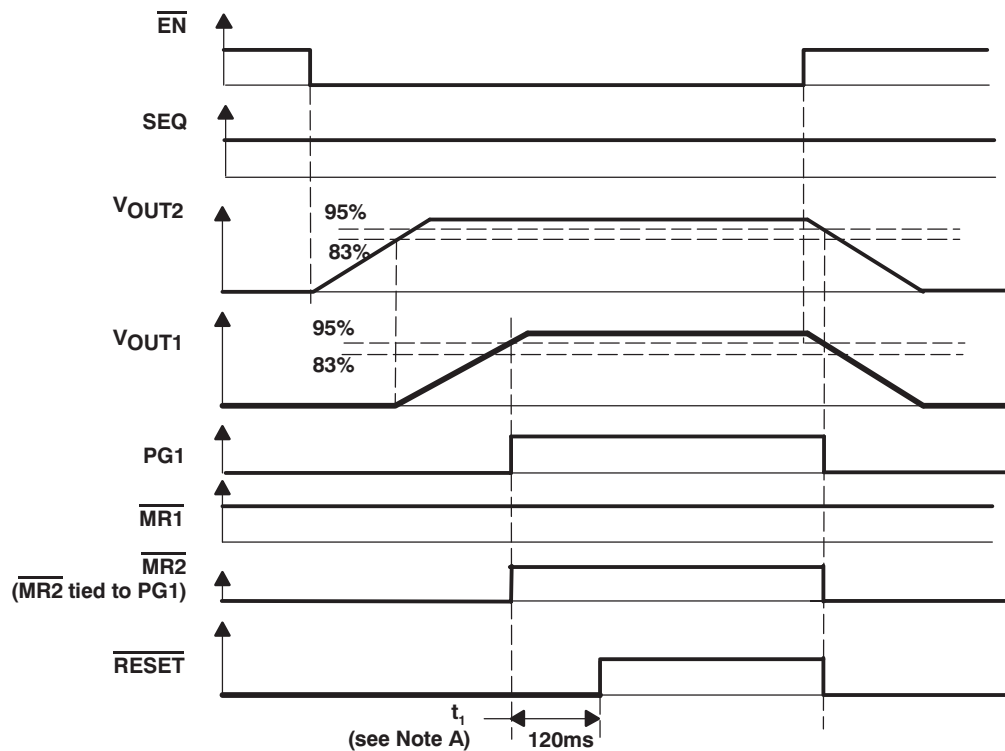 EN
SEQ
VOUT2
95%
83%
VOUT1
95%
83%
PG1
MR1
MR2
(MR2 tied to PG1)
RESET
t1
(see Note A)
120ms